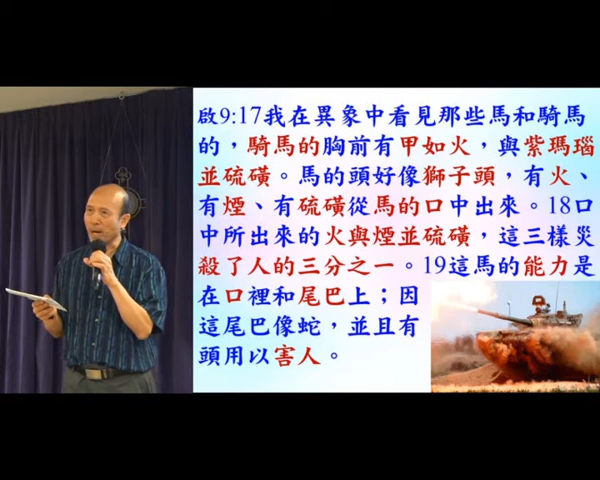 啟9:17我在異象中看見那些馬和騎馬
的，騎馬的胸前有甲如火，與紫瑪瑙
並硫磺。馬的頭好像獅子頭，有火、
有煙、有硫磺從馬的口中出來。18口
中所出來的火與煙並硫磺，這三樣災
殺了人的三分之一。19這馬的能力是
在口裡和尾巴上；因
這尾巴像蛇，並且有
頭用以害人。